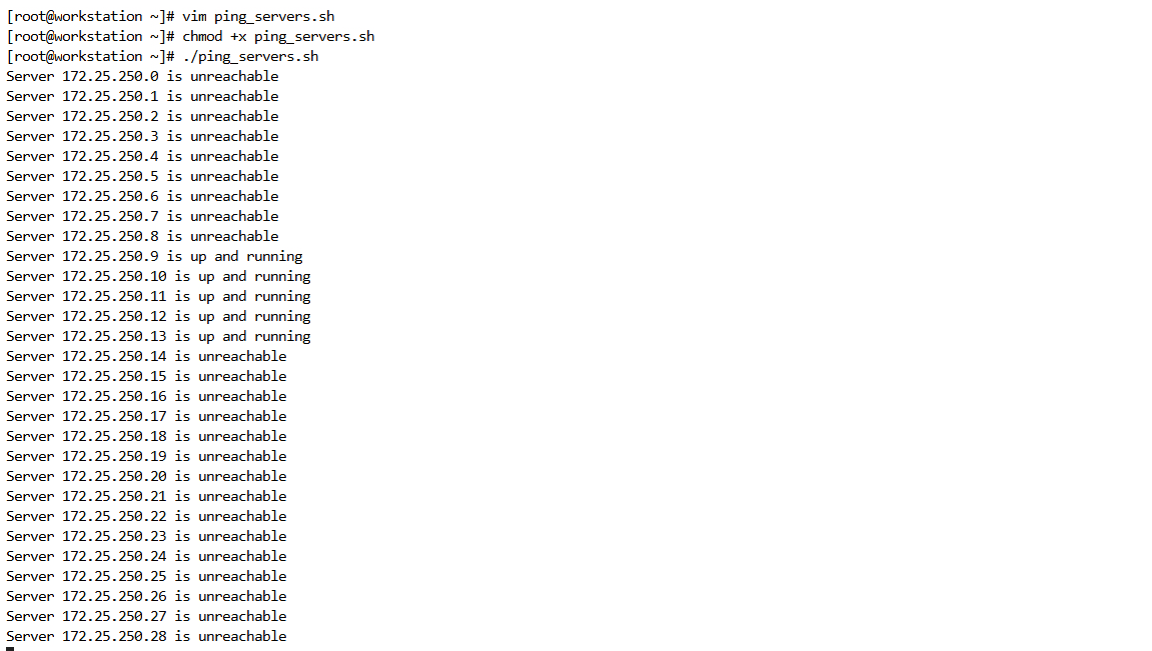 [root@workstation ~]# vim ping_servers.sh
[root@workstation ~]# chmod +x ping_servers.sh
[root@workstation ~]# ./ping_servers.sh
Server 172.25.250.0 is unreachable
Server 172.25.250.1 is unreachable
Server 172.25.250.2 is unreachable
Server 172.25.250.3 is unreachable
Server 172.25.250.4 is unreachable
Server 172.25.250.5 is unreachable
Server 172.25.250.6 is unreachable
Server 172.25.250.7 is unreachable
Server 172.25.250.8 is unreachable
Server 172.25.250.9 is up and running
Server 172.25.250.10 is up and running
Server 172.25.250.11 is up and running
Server 172.25.250.12 is up and running
Server 172.25.250.13 is up and running
Server 172.25.250.14 is unreachable
Server 172.25.250.15 is unreachable
Server 172.25.250.16 is unreachable
Server 172.25.250.17 is unreachable
Server 172.25.250.18 is unreachable
Server 172.25.250.19 is unreachable
Server 172.25.250.20 is unreachable
Server 172.25.250.21 is unreachable
Server 172.25.250.22 is unreachable
Server 172.25.250.23 is unreachable
Server 172.25.250.24 is unreachable
Server 172.25.250.25 is unreachable
Server 172.25.250.26 is unreachable
Server 172.25.250.27 is unreachable
Server 172.25.250.28 is unreachable